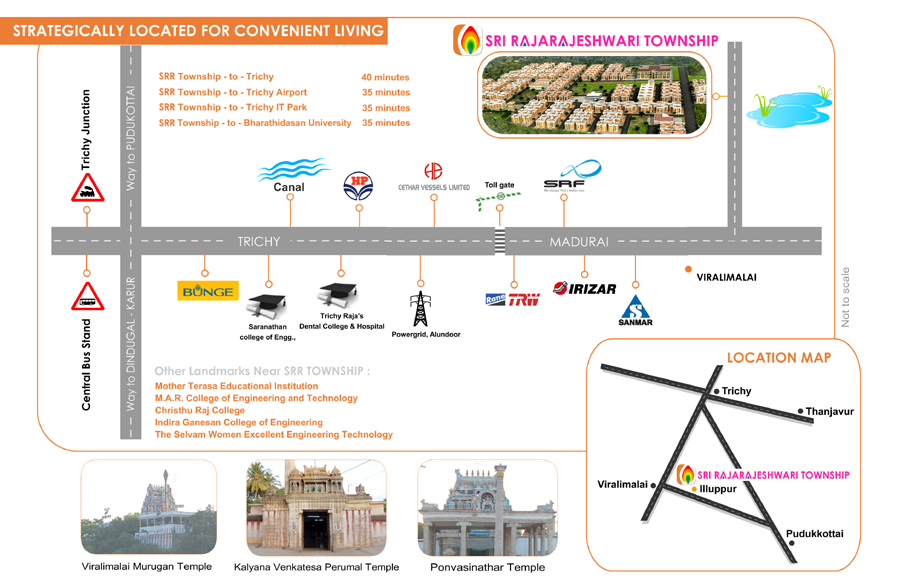 STRATEGICALLY LOCATED FOR CONVENIENT LIVING
SRI RAJARAJESHWARI TOWNSHIP
SRR Township - to - Trichy 40 minutes
SRR Township - to - Trichy Airport 35 minutes
SRR Township - to - Trichy IT Park 35 minutes
SRR Township - to - Bharathidasan University 35 minutes
Trichy Junction
Way to PUDUKOTTAI
Canal
HP
CETHAR VESSELS LIMITED
Toll gate
SRF
We always find a better way
TRICHY
MADURAI
Central Bus Stand
Way to DINDUGAL - KARUR
BUNGE
Saranathan
college of Engg.,
Trichy Raja's
Dental College & Hospital
Powergrid, Alundoor
Rane TRW
IRIZAR
SANMAR
VIRALIMALAI
Not to scale
Other Landmarks Near SRR TOWNSHIP :
Mother Terasa Educational Institution
M.A.R. College of Engineering and Technology
Christhu Raj College
Indira Ganesan College of Engineering
The Selvam Women Excellent Engineering Technology
LOCATION MAP
Trichy
Thanjavur
SRI RAJARAJESHWARI TOWNSHIP
Viralimalai
Illuppur
Pudukkottai
Viralimalai Murugan Temple
Kalyana Venkatesa Perumal Temple
Ponvasinathar Temple